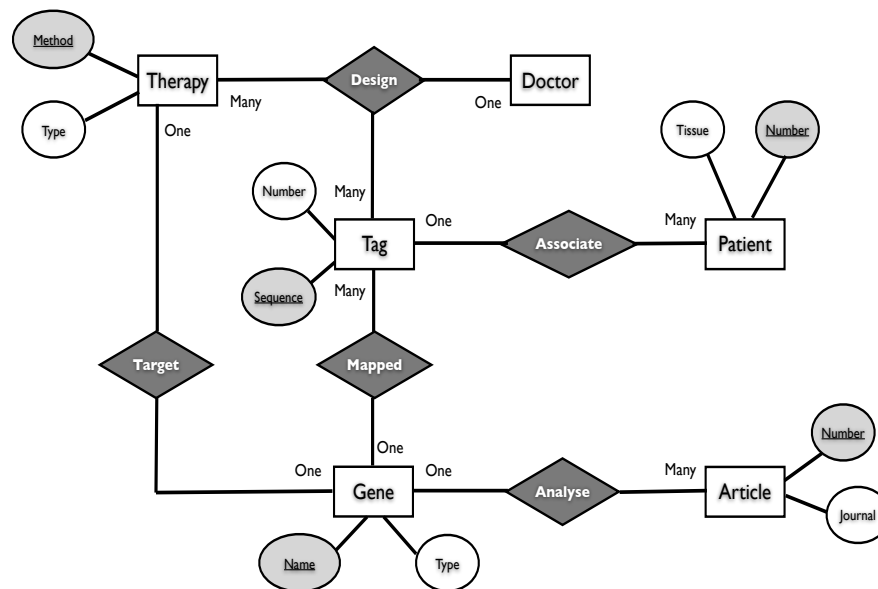 Method
Therapy
Design
Doctor
Many
One
Type
One
Tissue
Number
Number
Many
One
Many
Tag
Associate
Patient
Sequence
Many
Target
Mapped
Number
One
One
One
Many
Gene
Analyse
Article
Journal
Name
Type